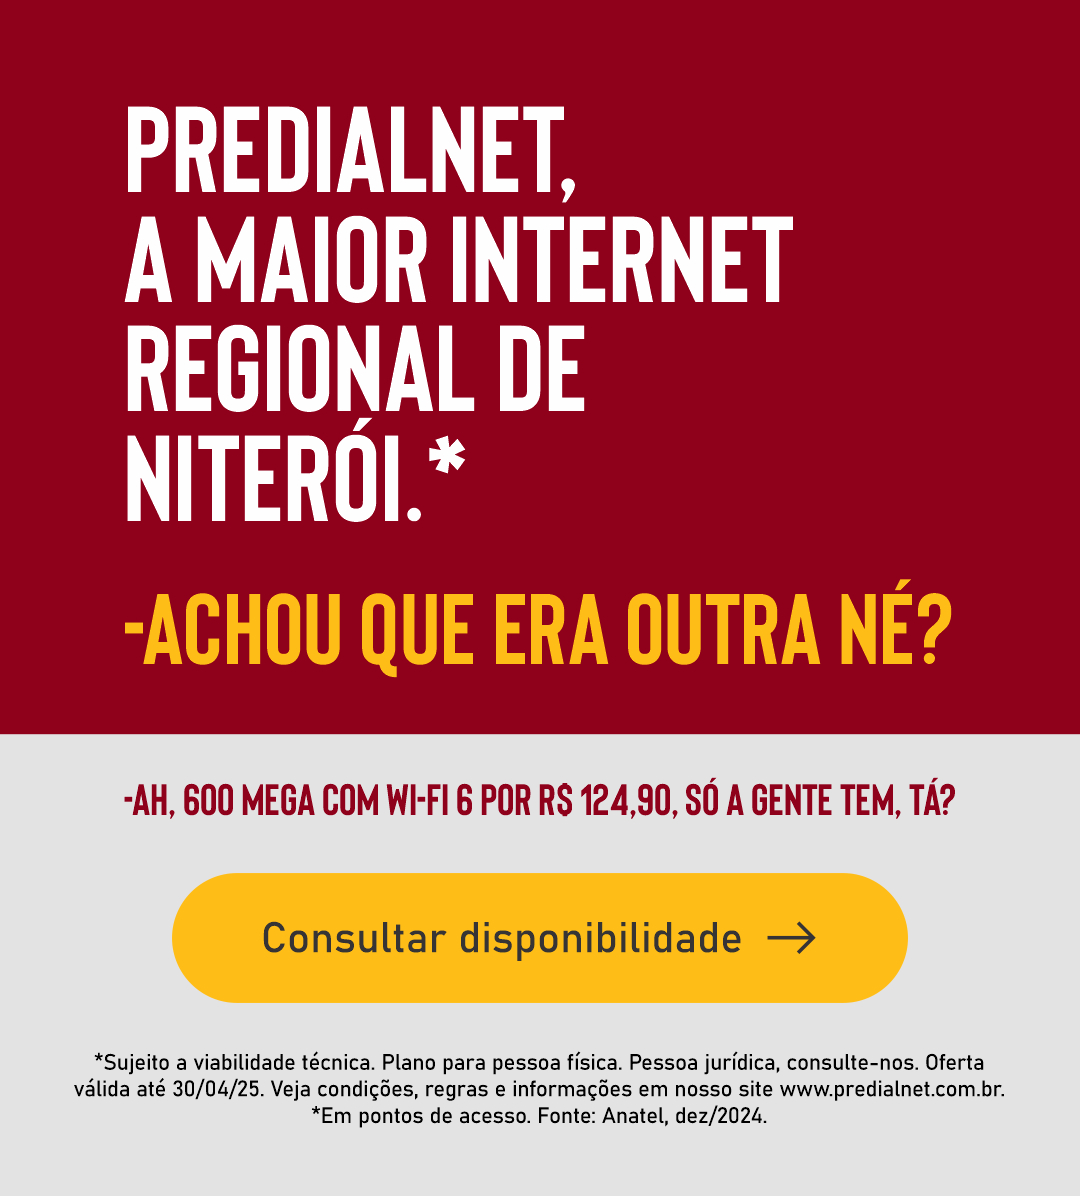 PREDIALNET,
A MAIOR INTERNET
REGIONAL DE
NITERÓI.*
-ACHOU QUE ERA OUTRA NÉ?
-AH, 600 MEGA COM WI-FI 6 POR R$ 124,90, SÓ A GENTE TEM, TÁ?
Consultar disponibilidade →
*Sujeito a viabilidade técnica. Plano para pessoa física. Pessoa jurídica, consulte-nos. Oferta
válida até 30/04/25. Veja condições, regras e informações em nosso site www.predialnet.com.br.
*Em pontos de acesso. Fonte: Anatel, dez/2024.